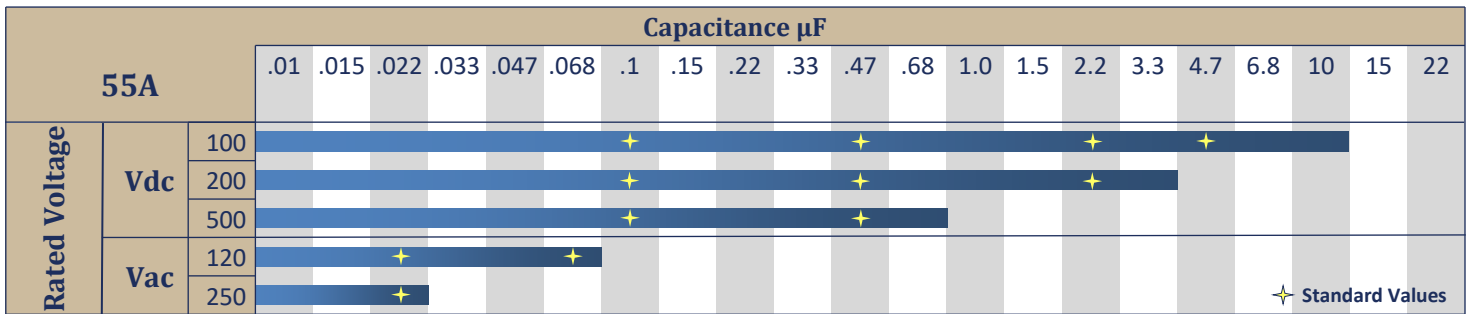 Capacitance µF
55A
.01 .015 .022 .033 .047 .068 .1 .15 .22 .33 .47 .68 1.0 1.5 2.2 3.3 4.7 6.8 10 15 22
Rated Voltage
Vdc
100
200
500
Vac
120
250
Standard Values